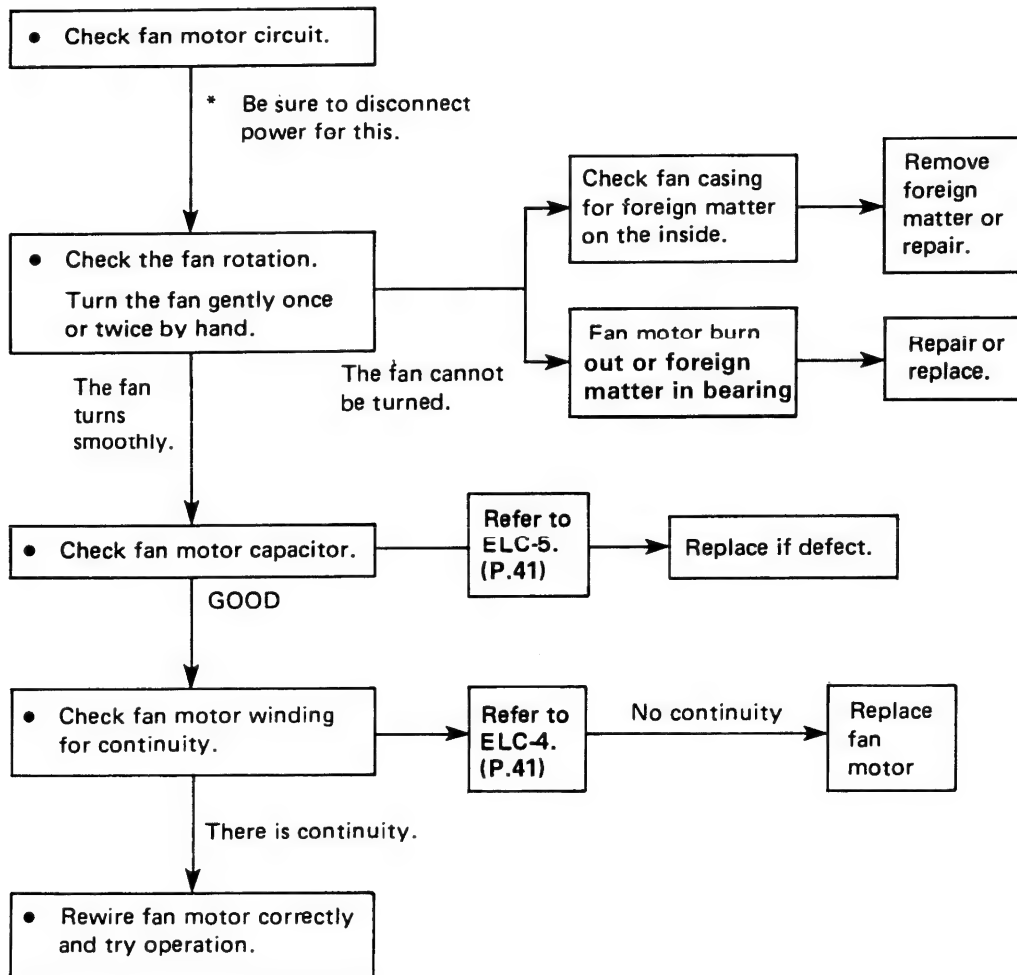 • Check fan motor circuit.
* Be sure to disconnect
power for this.
Check fan casing
for foreign matter
on the inside.
Remove
foreign
matter or
repair.
• Check the fan rotation.
Turn the fan gently once
or twice by hand.
Fan motor burn
out or foreign
matter in bearing
Repair or
replace.
The fan
turns
smoothly.
The fan cannot
be turned.
• Check fan motor capacitor.
Refer to
ELC-5.
(P.41)
Replace if defect.
GOOD
• Check fan motor winding
for continuity.
Refer to
ELC-4.
(P.41)
No continuity
Replace
fan
motor
There is continuity.
• Rewire fan motor correctly
and try operation.